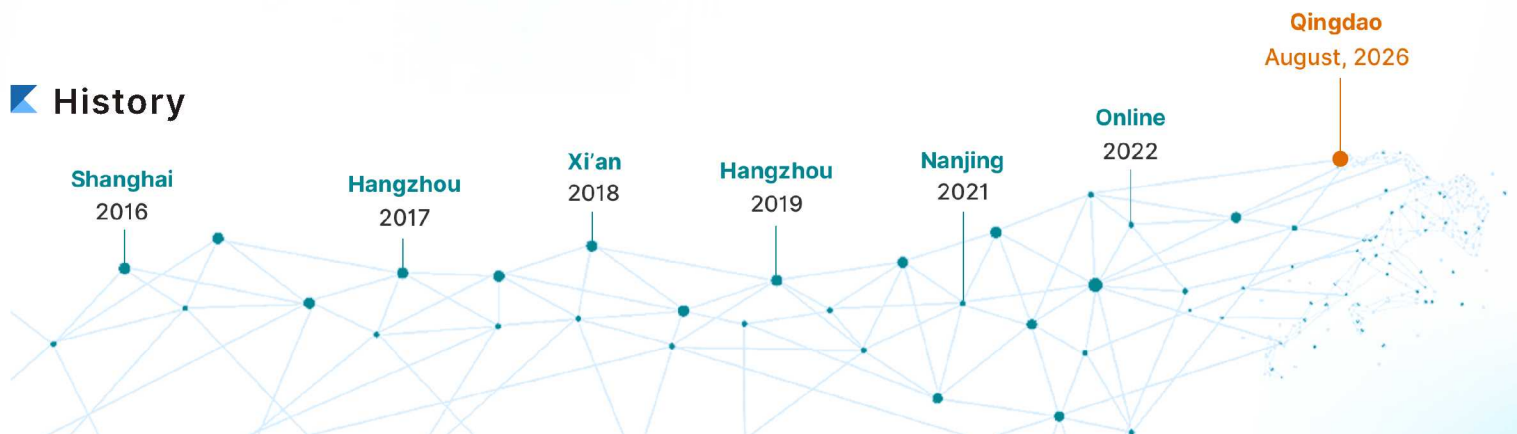 History
Shanghai
2016
Hangzhou
2017
Xi’an
2018
Hangzhou
2019
Nanjing
2021
Online
2022
Qingdao
August, 2026